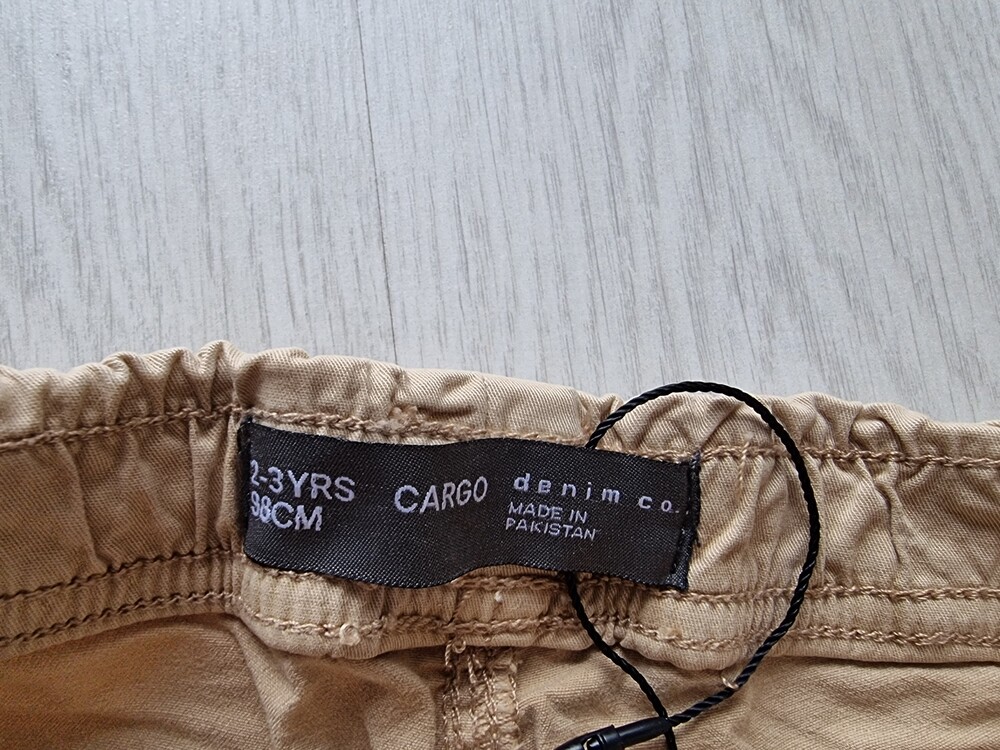 2-3YRS
98CM
CARGO
denim co.
MADE IN
PAKISTAN